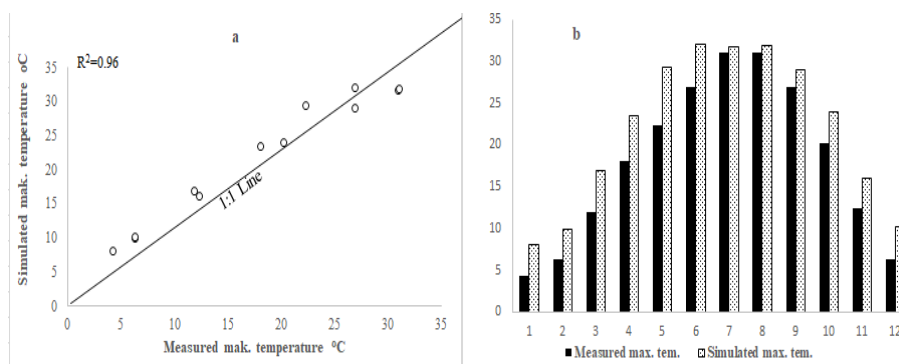 a
R²=0.96
Simulated mak. temperature oC
35
30
25
20
15
10
5
0
1:1 Line
0 5 10 15 20 25 30 35
Measured mak. temperature ⁰C
b
35
30
25
20
15
10
5
0
1 2 3 4 5 6 7 8 9 10 11 12
Measured max. tem. Simulated max. tem.